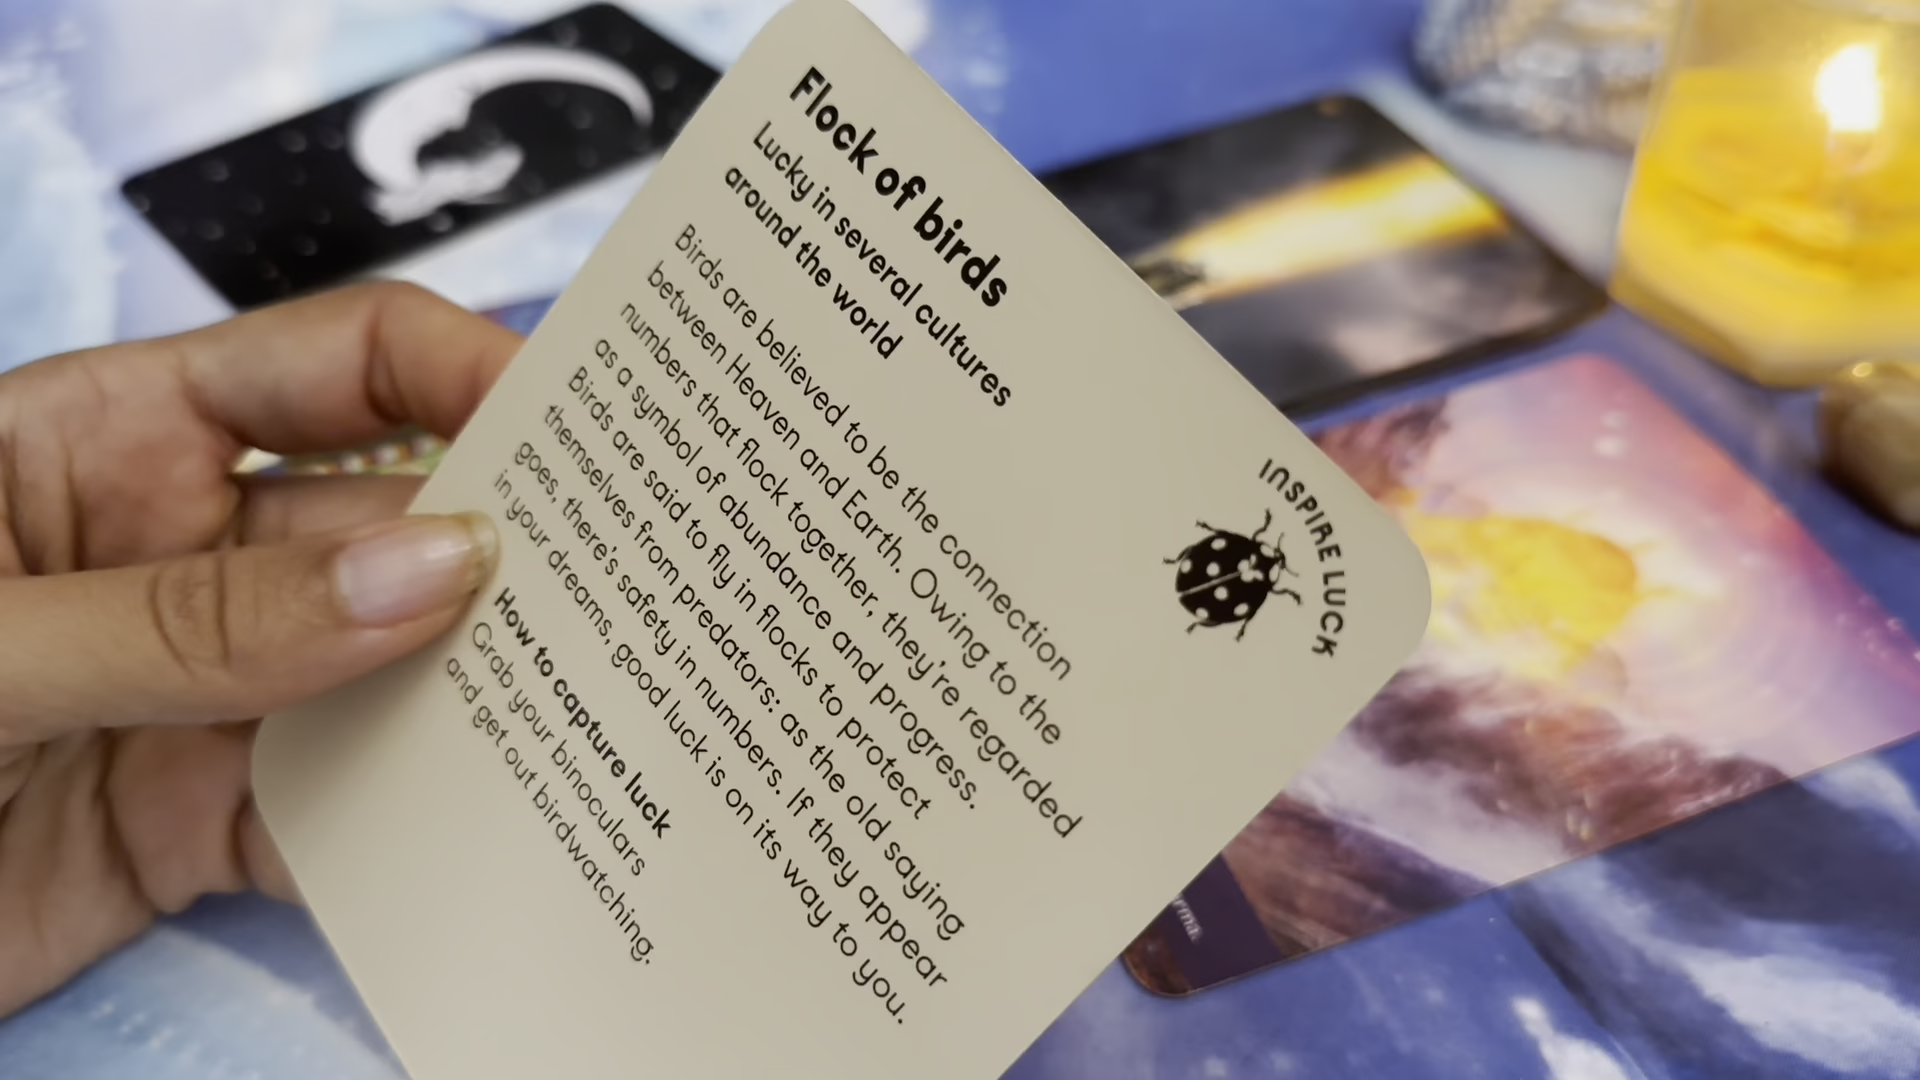 Flock of birds
Lucky in several cultures
around the world
Birds are believed to be the connection
between Heaven and Earth. Owing to the
numbers that flock together, they're regarded
as a symbol of abundance and progress.
Birds are said to fly in flocks to protect
themselves from predators: as the old saying
goes, there's safety in numbers. If they appear
in your dreams, good luck is on its way to you.
How to capture luck
Grab your binoculars
and get out birdwatching.
INSPIRE LUCK